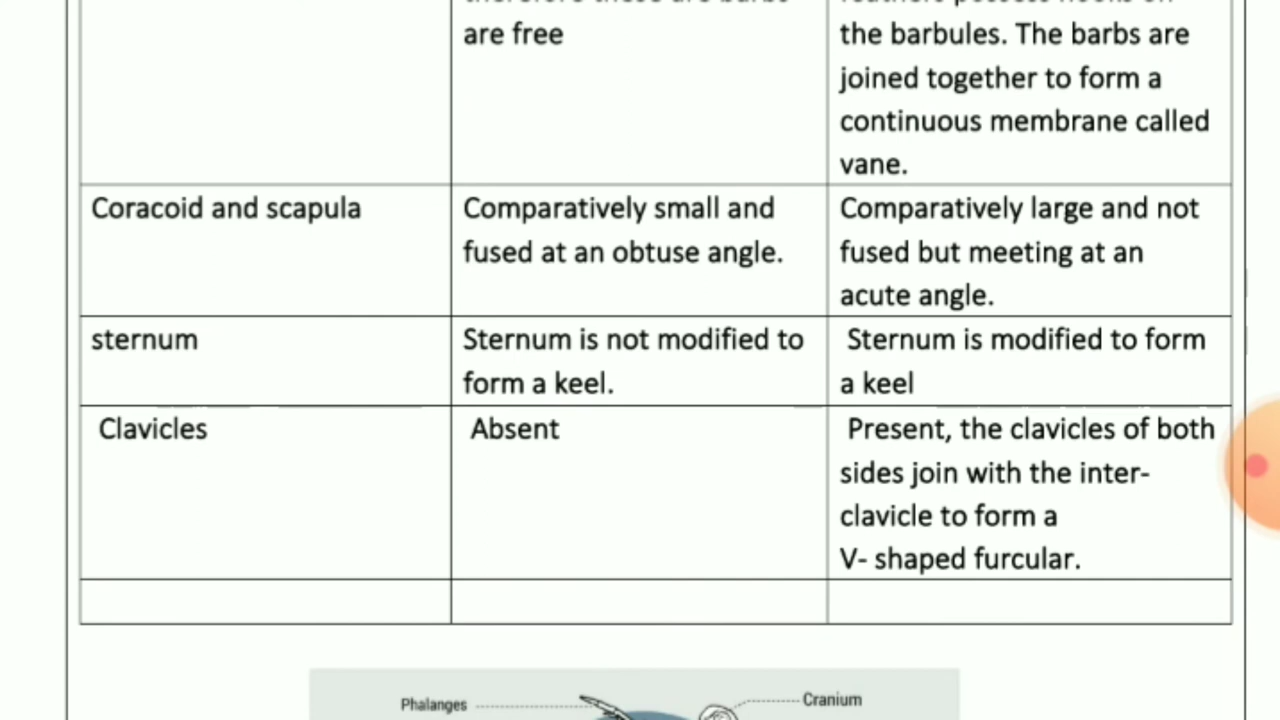 are free
the barbules. The barbs are
joined together to form a
continuous membrane called
vane.
Coracoid and scapula
Comparatively small and
fused at an obtuse angle.
Comparatively large and not
fused but meeting at an
acute angle.
sternum
Sternum is not modified to
form a keel.
Sternum is modified to form
a keel
Clavicles
Absent
Present, the clavicles of both
sides join with the inter-
clavicle to form a
V- shaped furcular.
Phalanges
Cranium